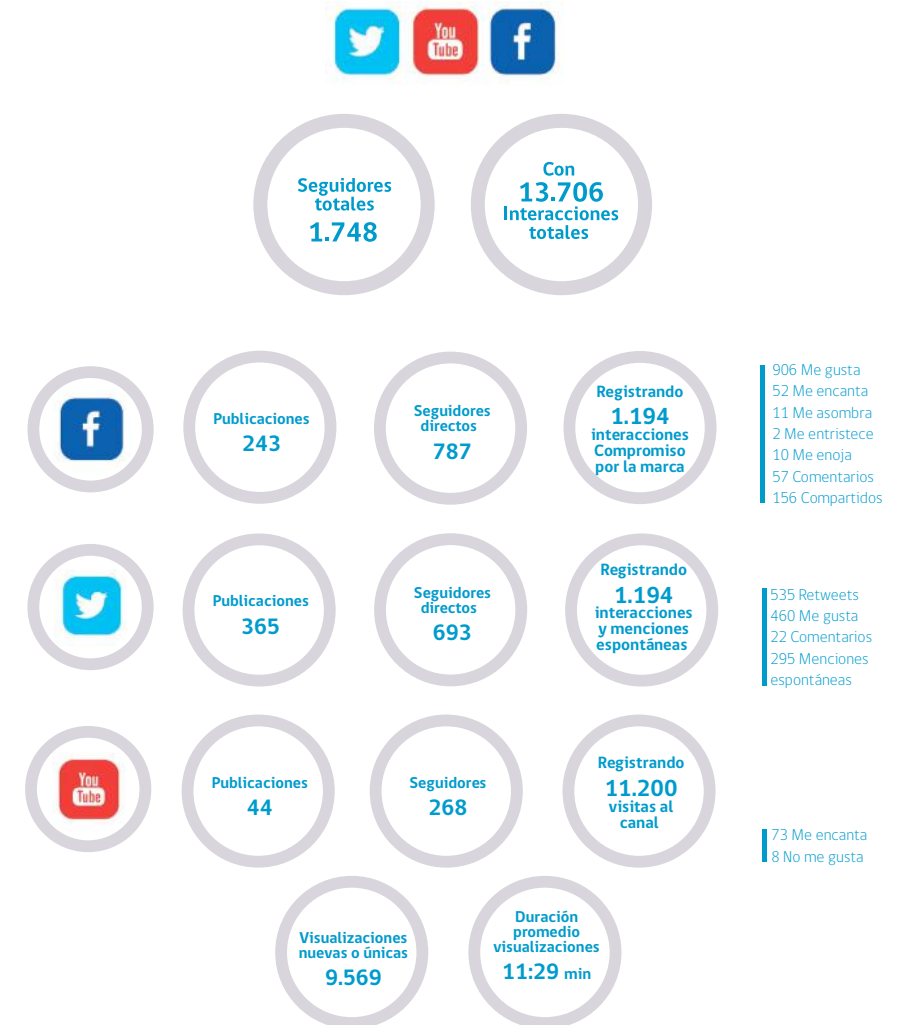 You
Tube
f
Seguidores
totales
1.748
Con
13.706
Interacciones
totales
f
Publicaciones
243
Seguidores
directos
787
Registrando
1.194
interacciones
Compromiso
por la marca
906 Me gusta
52 Me encanta
11 Me asombra
2 Me entristece
10 Me enoja
57 Comentarios
156 Compartidos
Publicaciones
365
Seguidores
directos
693
Registrando
1.194
interacciones
y menciones
espontáneas
535 Retweets
460 Me gusta
22 Comentarios
295 Menciones
espontáneas
You
Tube
Publicaciones
44
Seguidores
268
Registrando
11.200
visitas al
canal
73 Me encanta
8 No me gusta
Visualizaciones
nuevas o únicas
9.569
Duración
promedio
visualizaciones
11:29 min